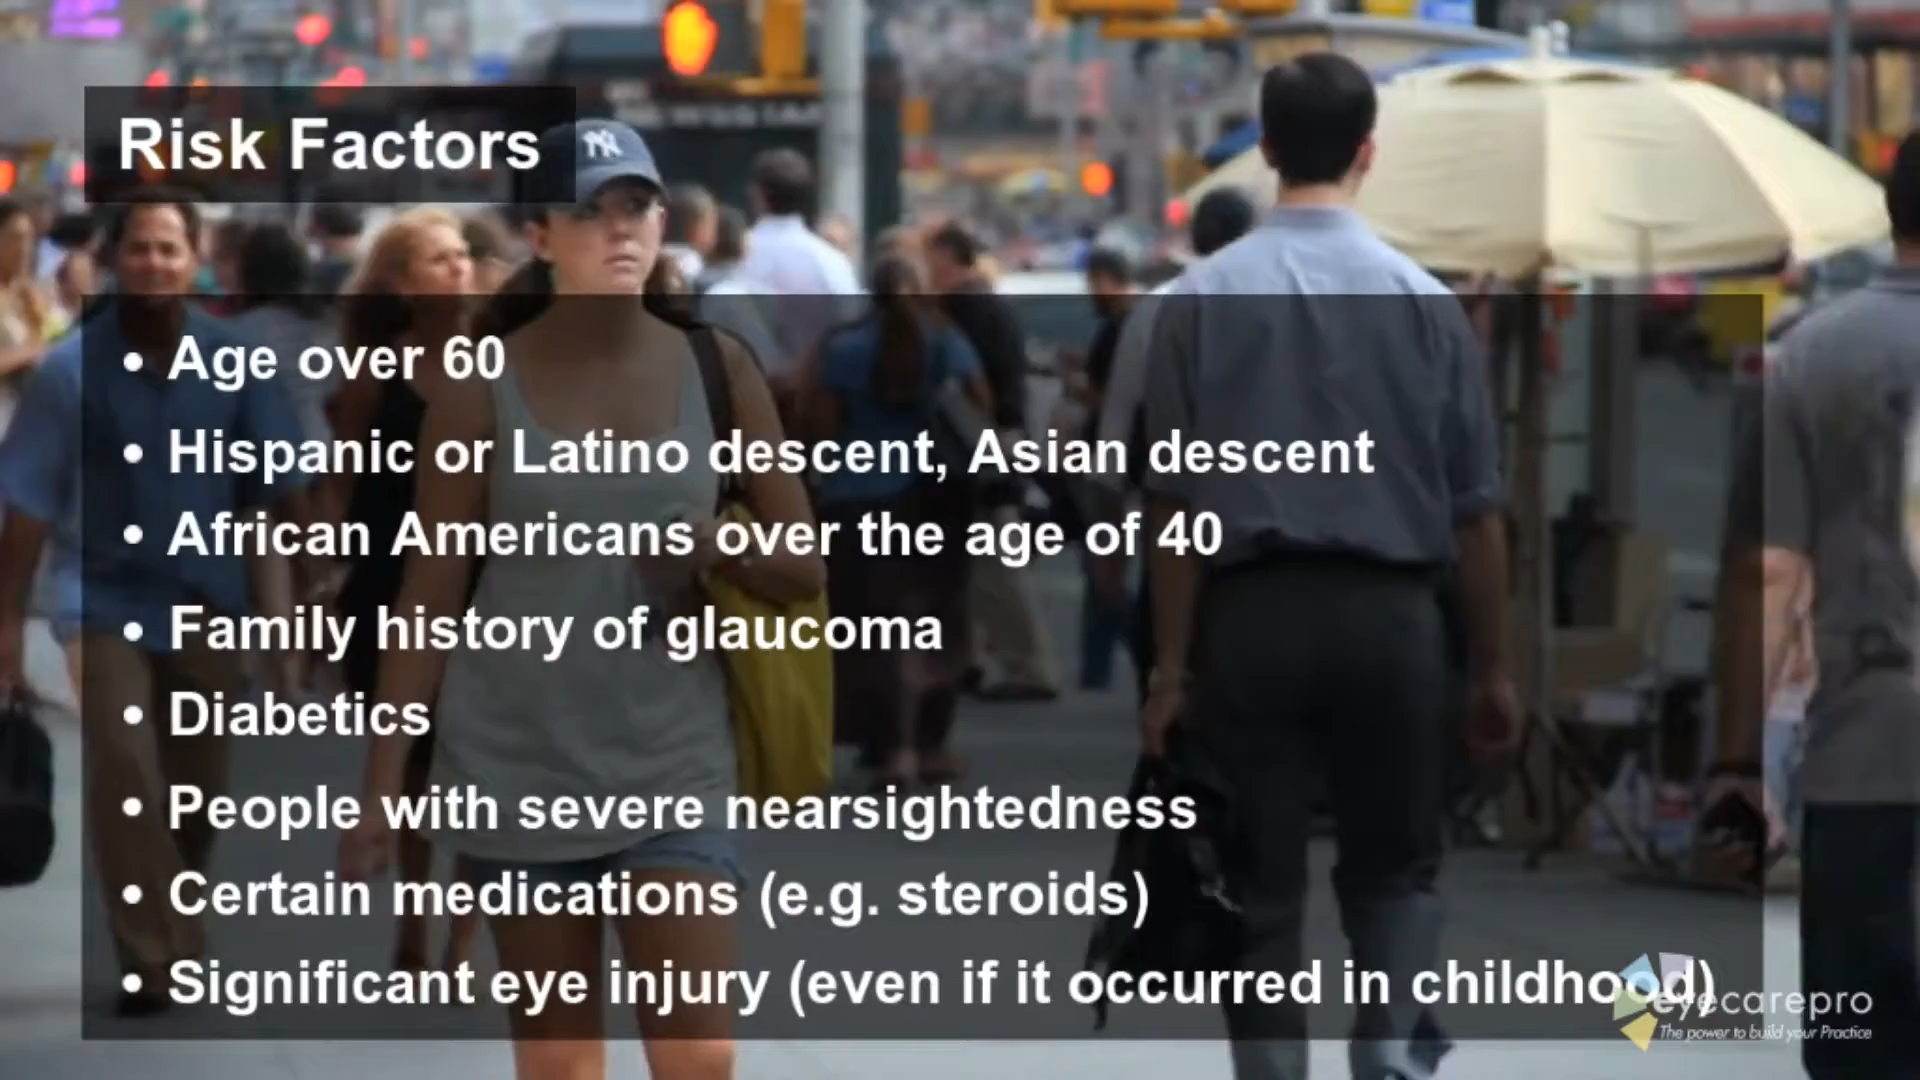 Risk Factors
NY
• Age over 60
• Hispanic or Latino descent, Asian descent
• African Americans over the age of 40
• Family history of glaucoma
• Diabetics
• People with severe nearsightedness
• Certain medications (e.g. steroids)
• Significant eye injury (even if it occurred in childhood)
eyecarepro
The power to build your Practice